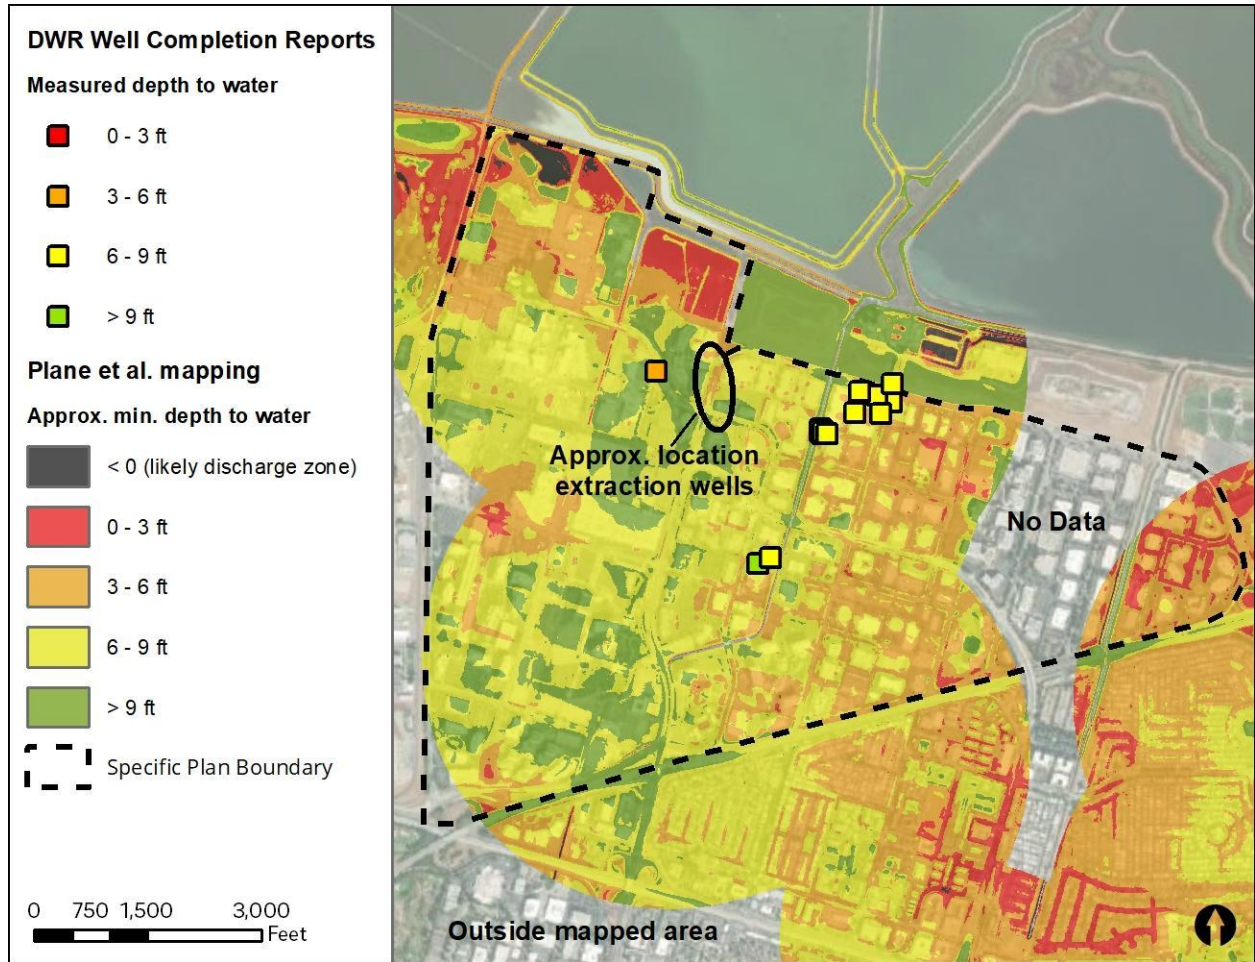 DWR Well Completion Reports
Measured depth to water
0 - 3 ft
3 - 6 ft
6 - 9 ft
> 9 ft
Plane et al. mapping
Approx. min. depth to water
< 0 (likely discharge zone)
0 - 3 ft
3 - 6 ft
6 - 9 ft
> 9 ft
Specific Plan Boundary
0 750 1,500 3,000
Feet
Approx. location
extraction wells
No Data
Outside mapped area